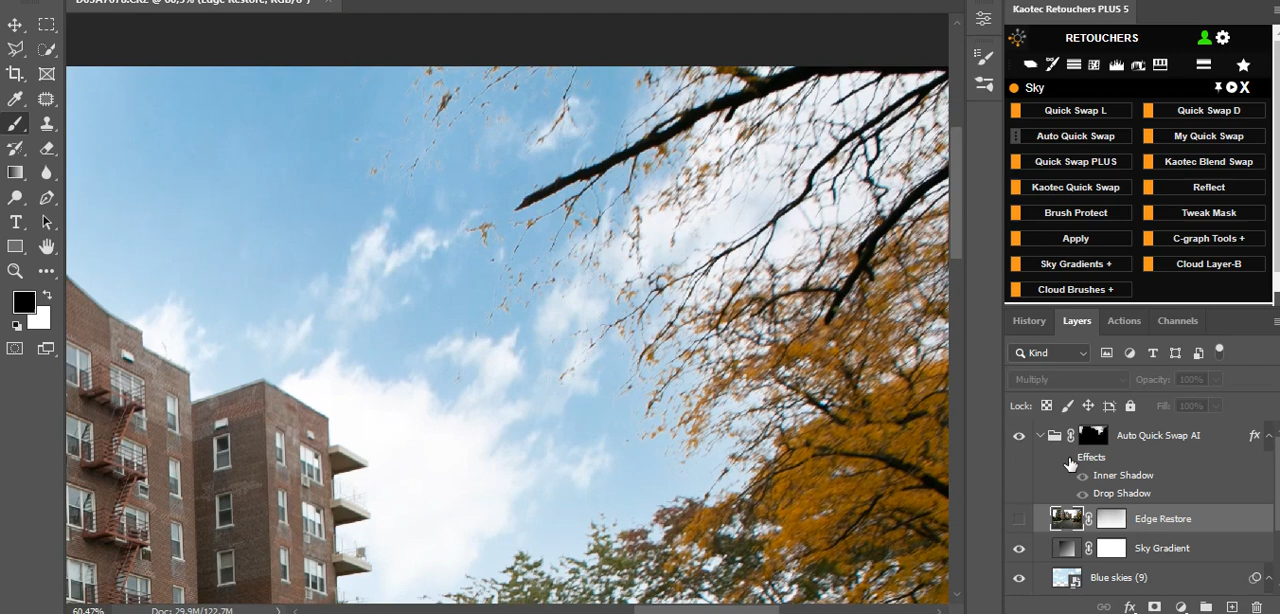 (Edge Restore, RGB/8*)
Kaotec Retouchers PLUS 5
RETOUCHERS
Sky
X
Quick Swap L
Quick Swap D
Auto Quick Swap
My Quick Swap
Quick Swap PLUS
Kaotec Blend Swap
Kaotec Quick Swap
Reflect
Brush Protect
Tweak Mask
Apply
C-graph Tools +
Sky Gradients +
Cloud Layer-B
Cloud Brushes +
History
Layers
Actions
Channels
Kind
Multiply
Opacity: 100%
Lock:
Fill: 100%
Auto Quick Swap AI
fx
Effects
Inner Shadow
Drop Shadow
Edge Restore
Sky Gradient
Blue skies (9)
fx
60,47%
Doc: 29,9M/122,7M